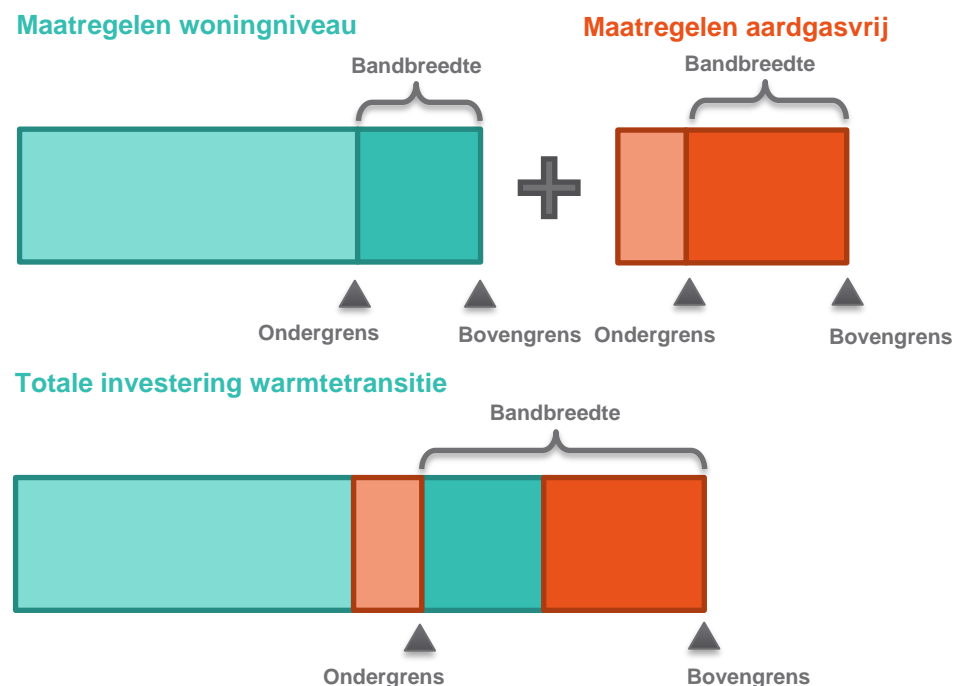 Maatregelen woningniveau
Maatregelen aardgasvrij
Bandbreedte
Bandbreedte
Ondergrens
Bovengrens
Ondergrens
Bovengrens
Totale investering warmtetransitie
Bandbreedte
Ondergrens
Bovengrens